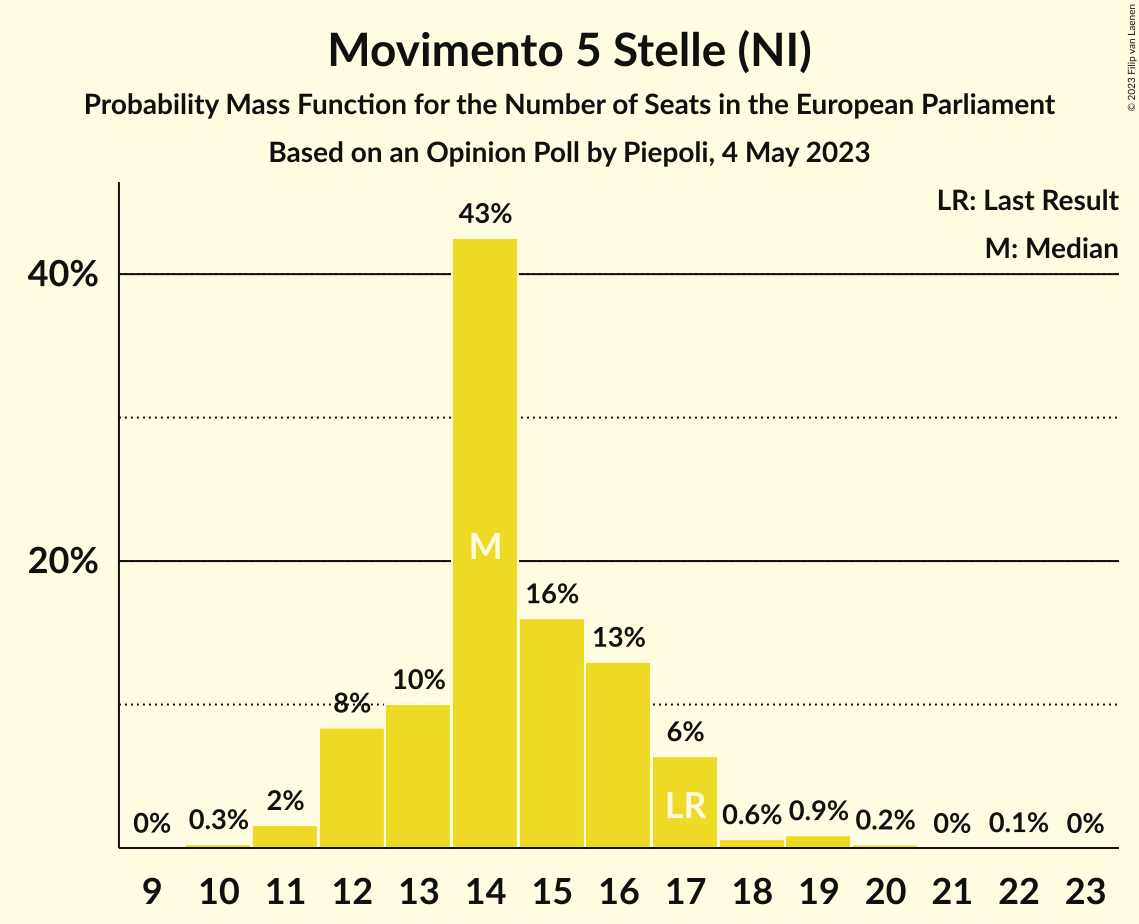 Movimento 5 Stelle (NI)
Probability Mass Function for the Number of Seats in the European Parliament
Based on an Opinion Poll by Piepoli, 4 May 2023
© 2023 Filip van Laenen
LR: Last Result
M: Median
40%
20%
0%
0.3%
2%
8%
10%
43%
16%
13%
6%
0.6%
0.9%
0.2%
0%
0.1%
0%
M
LR
9 10 11 12 13 14 15 16 17 18 19 20 21 22 23